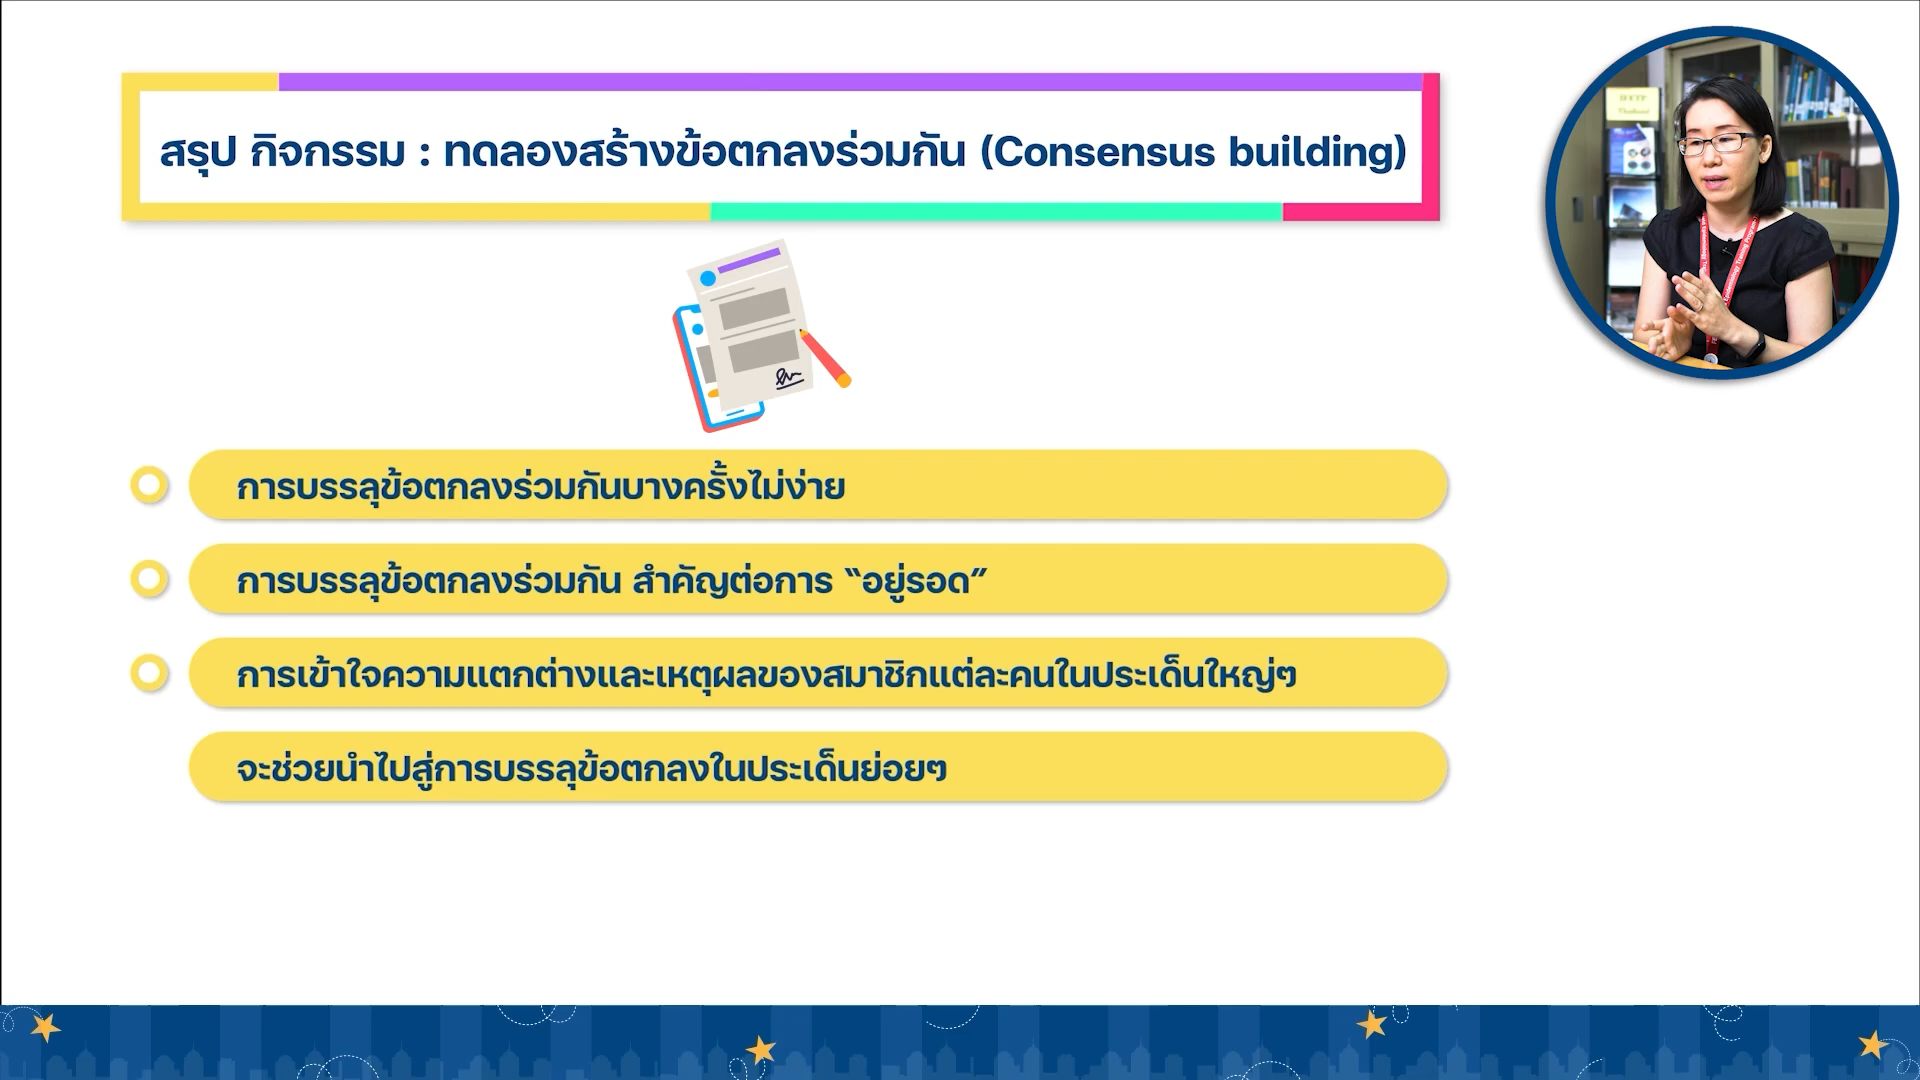 สรุป กิจกรรม : ทดลองสร้างข้อตกลงร่วมกัน (Consensus building)
การบรรลุข้อตกลงร่วมกันบางครั้งไม่ง่าย
การบรรลุข้อตกลงร่วมกัน สำคัญต่อการ “อยู่รอด”
การเข้าใจความแตกต่างและเหตุผลของสมาชิกแต่ละคนในประเด็นใหญ่ๆ
จะช่วยนำไปสู่การบรรลุข้อตกลงในประเด็นย่อยๆ